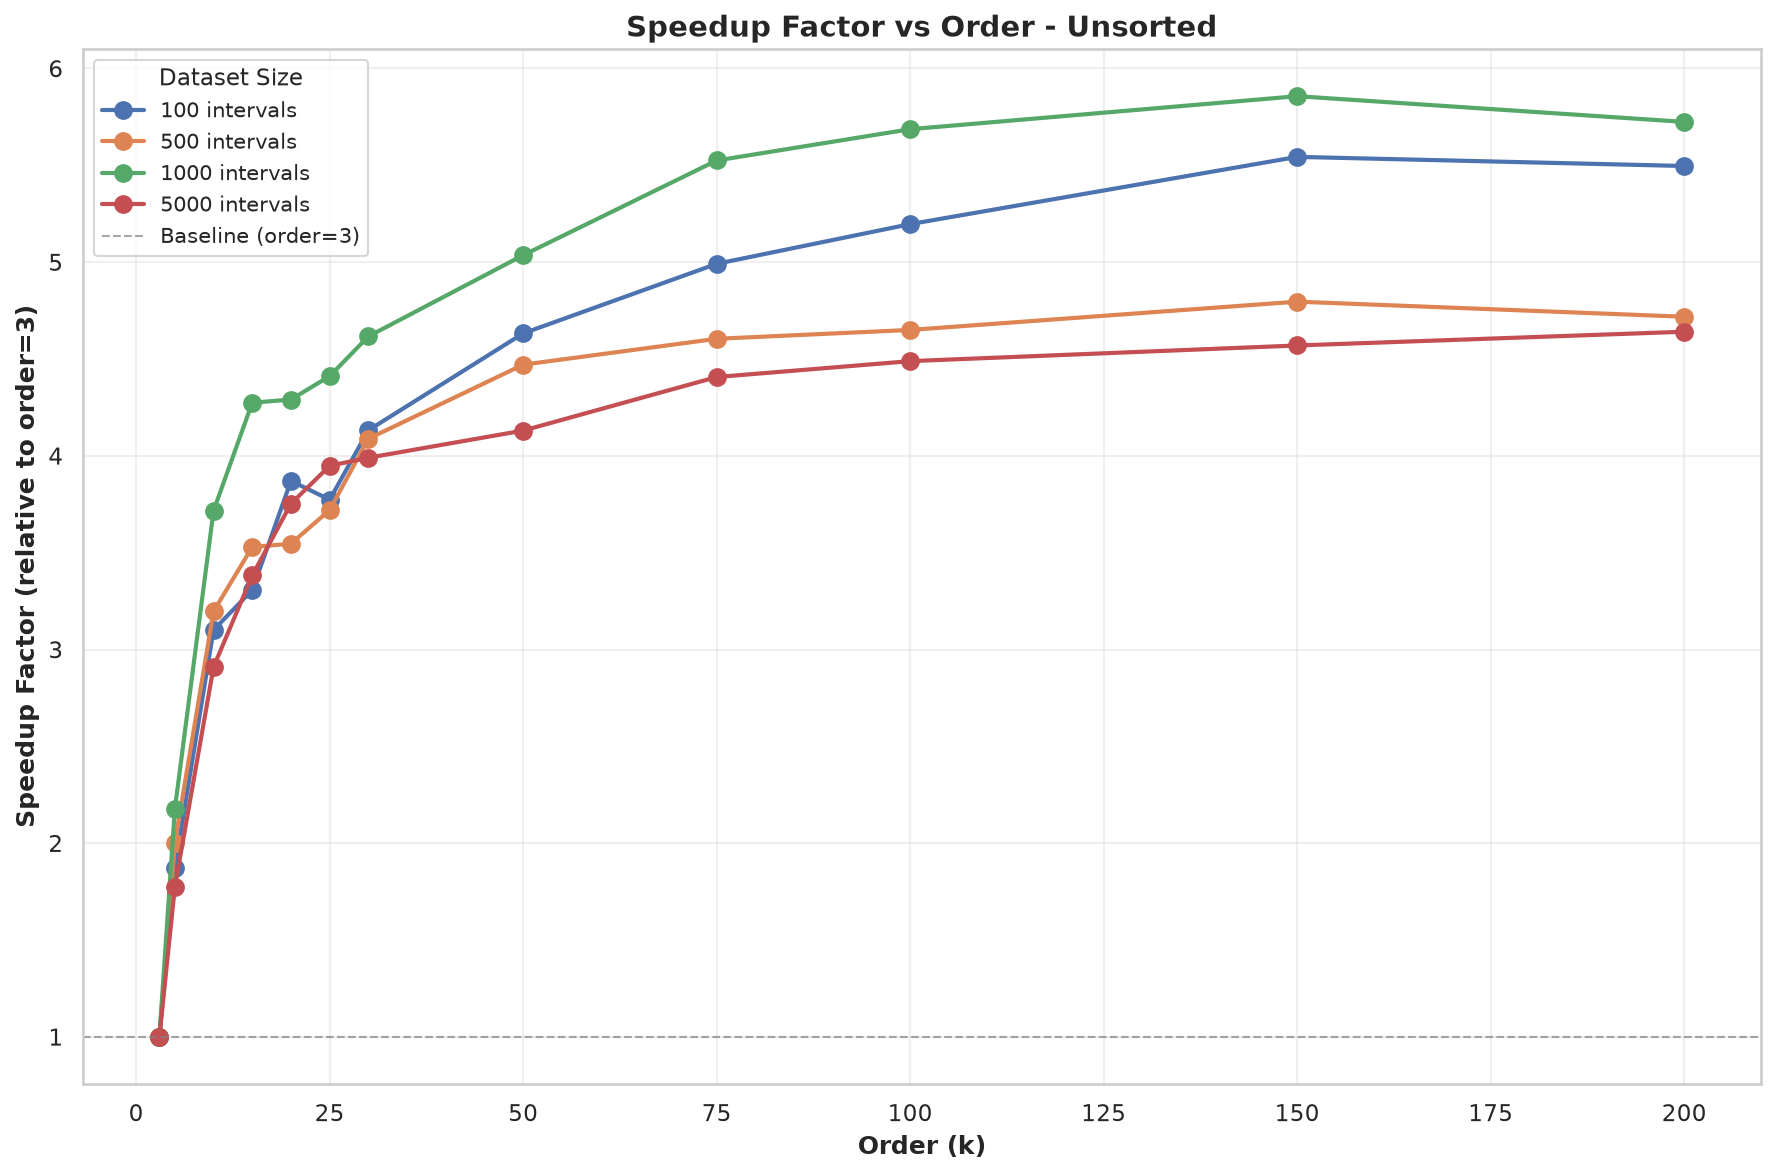 Speedup Factor vs Order - Unsorted
Dataset Size
100 intervals
500 intervals
1000 intervals
5000 intervals
Baseline (order=3)
Speedup Factor (relative to order=3)
6
5
4
3
2
1
0 25 50 75 100 125 150 175 200
Order (k)